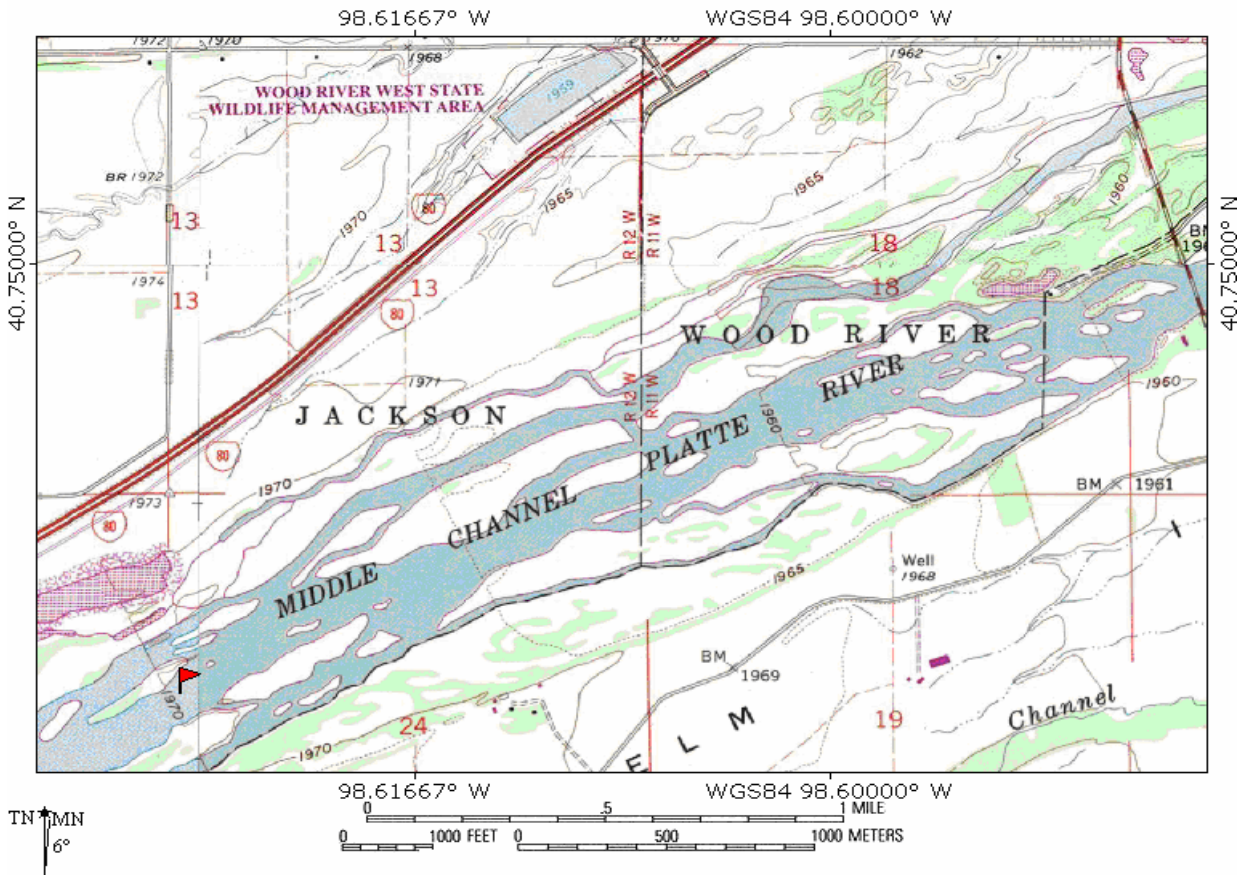 98.61667° W WGS84 98.60000° W
1972 1970
1968
1962
WOOD RIVER WEST STATE
WILDLIFE MANAGEMENT AREA
1959
BR 1972
80
1965
1965
1960
13
1970
13
R 12 W R 11 W
18
BM
40.75000° N
40.75000° N
1974
13
13
18
80
WOOD RIVER
1971
R 12 W R 11 W
RIVER
1960
JACKSON
1960
PLATTE
80
1970
BM 1961
1973
CHANNEL
80
Well
1968
1965
MIDDLE
BM
1969
1970
24
ELM
19
Channel
1970
98.61667° W WGS84 98.60000° W
TN MN
6°
0 .5 1 MILE
0 1000 FEET 0 500 1000 METERS